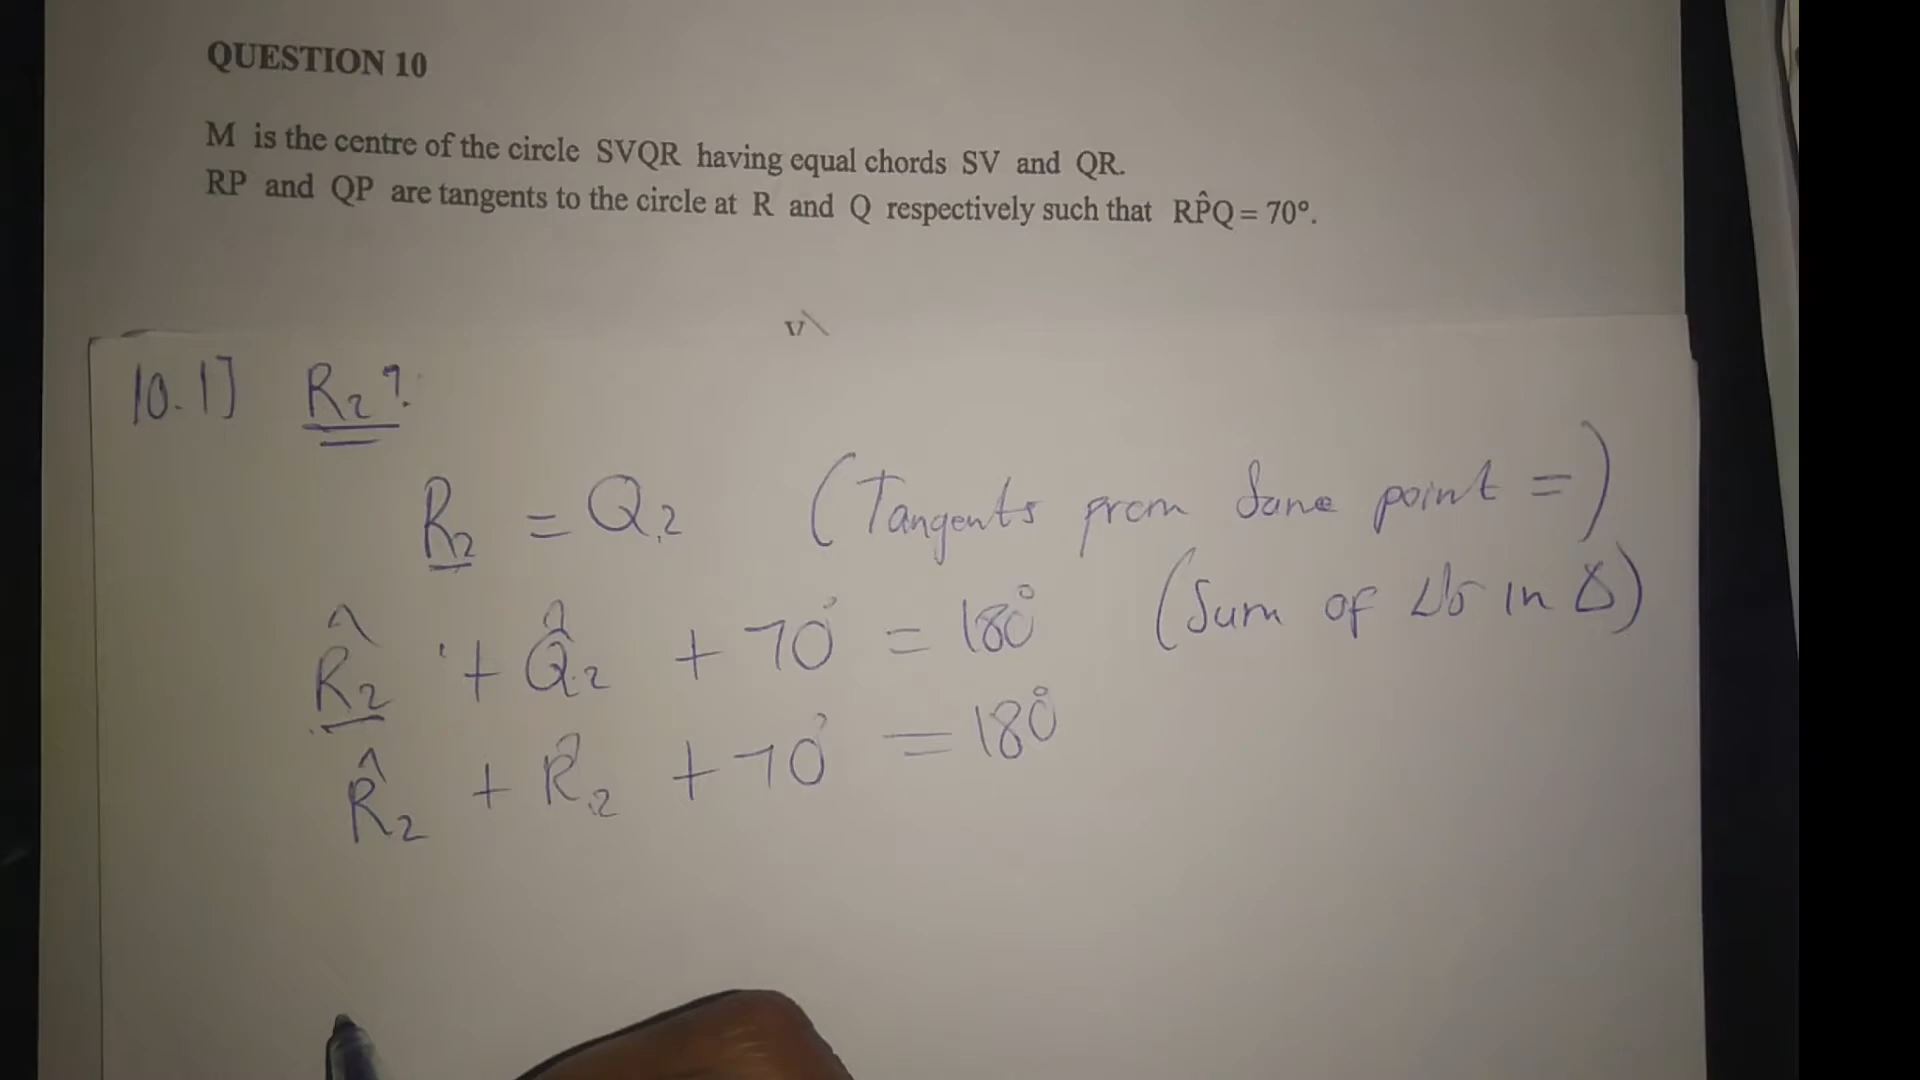 QUESTION 10
M is the centre of the circle SVQR having equal chords SV and QR.
RP and QP are tangents to the circle at R and Q respectively such that RP̂Q = 70°.
V
10.1] R₂?
R₂ = Q₂ (Tangents from same point =)
R̂₂ + Q̂₂ + 70° = 180° (Sum of ∠s in Δ)
R̂₂ + R̂₂ + 70° = 180°